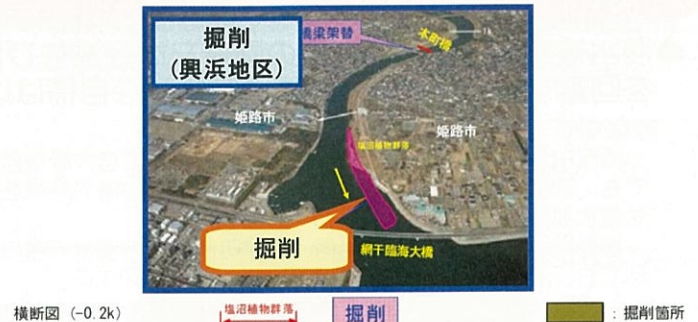 掘削
(興浜地区)
橋梁架替
本町橋
姫路市
姫路市
塩沼植物群落
掘削
網干臨海大橋
横断図 (-0.2k)
塩沼植物群落
掘削
: 掘削箇所